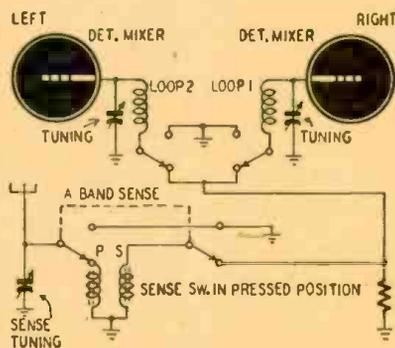 LEFT
RIGHT
DET. MIXER
DET. MIXER
LOOP 2
LOOP 1
TUNING
TUNING
A BAND SENSE
P S
SENSE SW. IN PRESSED POSITION
SENSE
TUNING